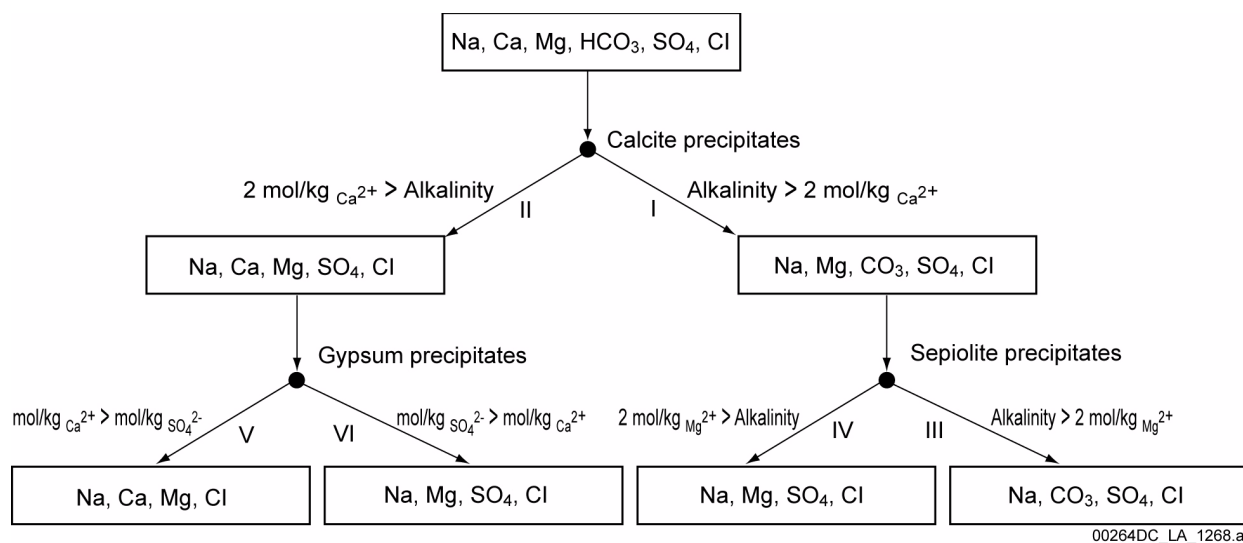 Na, Ca, Mg, HCO₃, SO₄, Cl
Calcite precipitates
2 mol/kg Ca²⁺ > Alkalinity
Alkalinity > 2 mol/kg Ca²⁺
II
I
Na, Ca, Mg, SO₄, Cl
Na, Mg, CO₃, SO₄, Cl
Gypsum precipitates
Sepiolite precipitates
mol/kg Ca²⁺ > mol/kg SO₄²⁻
mol/kg SO₄²⁻ > mol/kg Ca²⁺
2 mol/kg Mg²⁺ > Alkalinity
Alkalinity > 2 mol/kg Mg²⁺
V
VI
IV
III
Na, Ca, Mg, Cl
Na, Mg, SO₄, Cl
Na, Mg, SO₄, Cl
Na, CO₃, SO₄, Cl
00264DC_LA_1268.a